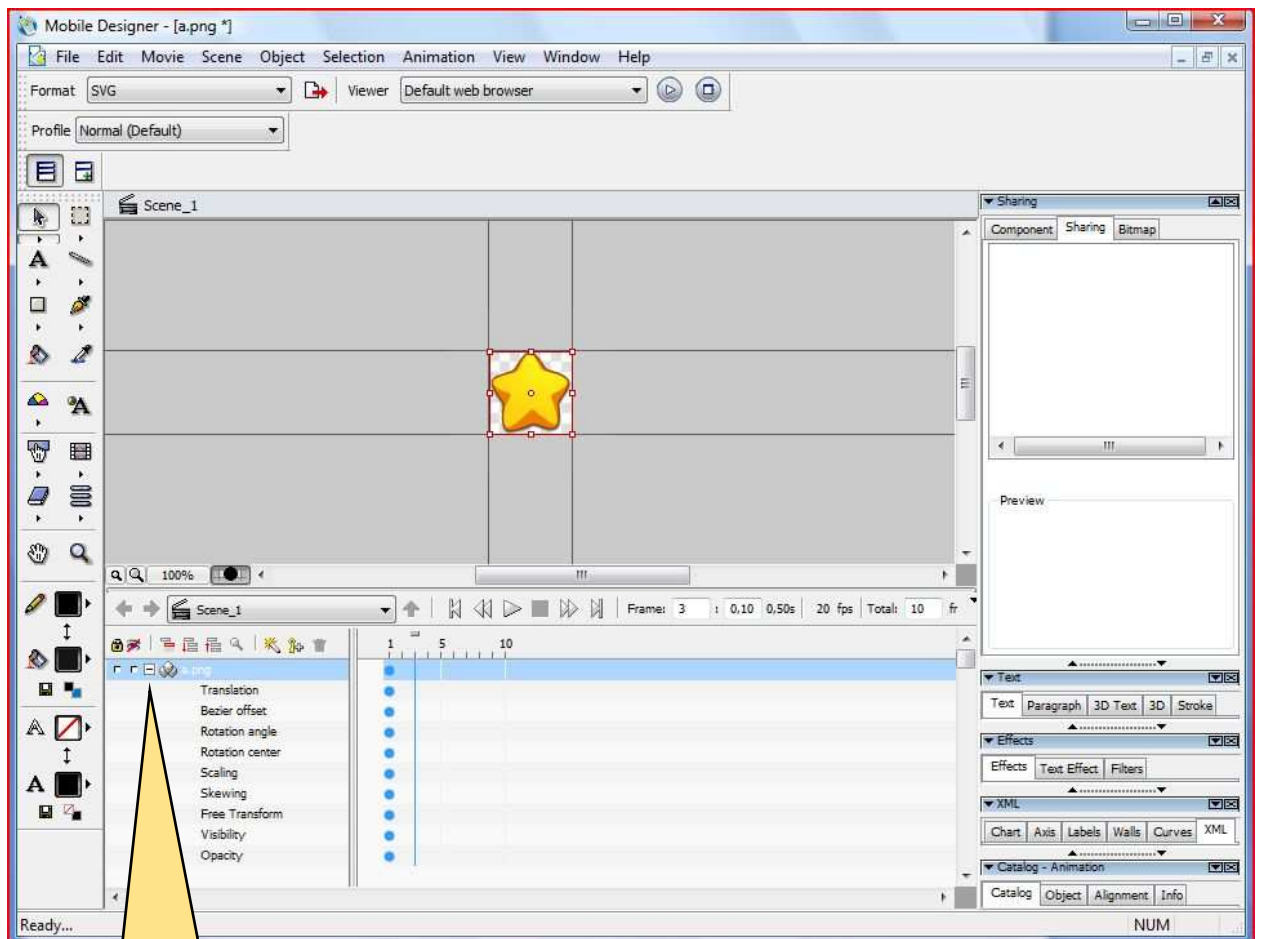 Mobile Designer - [a.png *]
File Edit Movie Scene Object Selection Animation View Window Help
Format SVG Viewer Default web browser
Profile Normal (Default)
Scene_1
Sharing
Component Sharing Bitmap
A
A
Preview
100%
Scene_1 Frame: 3 : 0,10 0,50s 20 fps Total: 10 fr
1 5 10
a.png
Translation
Bezier offset
Rotation angle
Rotation center
Scaling
Skewing
Free Transform
Visibility
Opacity
A
A
Text
Text Paragraph 3D Text 3D Stroke
Effects
Effects Text Effect Filters
XML
Chart Axis Labels Walls Curves XML
Catalog - Animation
Catalog Object Alignment Info
Ready... NUM